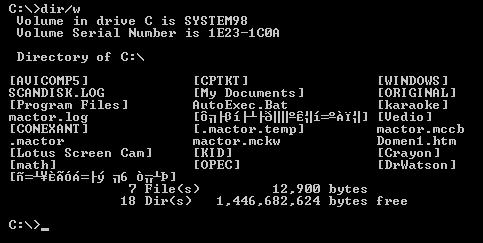 C:\>dir/w
Volume in drive C is SYSTEM98
Volume Serial Number is 1E23-1C0A
Directory of C:\
[AVICOMP5] [CPTKT] [WINDOWS]
SCANDISK.LOG [My Documents] [ORIGINAL]
[Program Files] AutoExec.Bat [karaoke]
mactor.log [Vedio]
[CONEXANT] [.mactor.temp] mactor.mccb
.mactor mactor.mckw Domen1.htm
[Lotus Screen Cam] [KID] [Crayon]
[math] [OPEC] [DrWatson]
7 File(s) 12,900 bytes
18 Dir(s) 1,446,682,624 bytes free
C:\>_